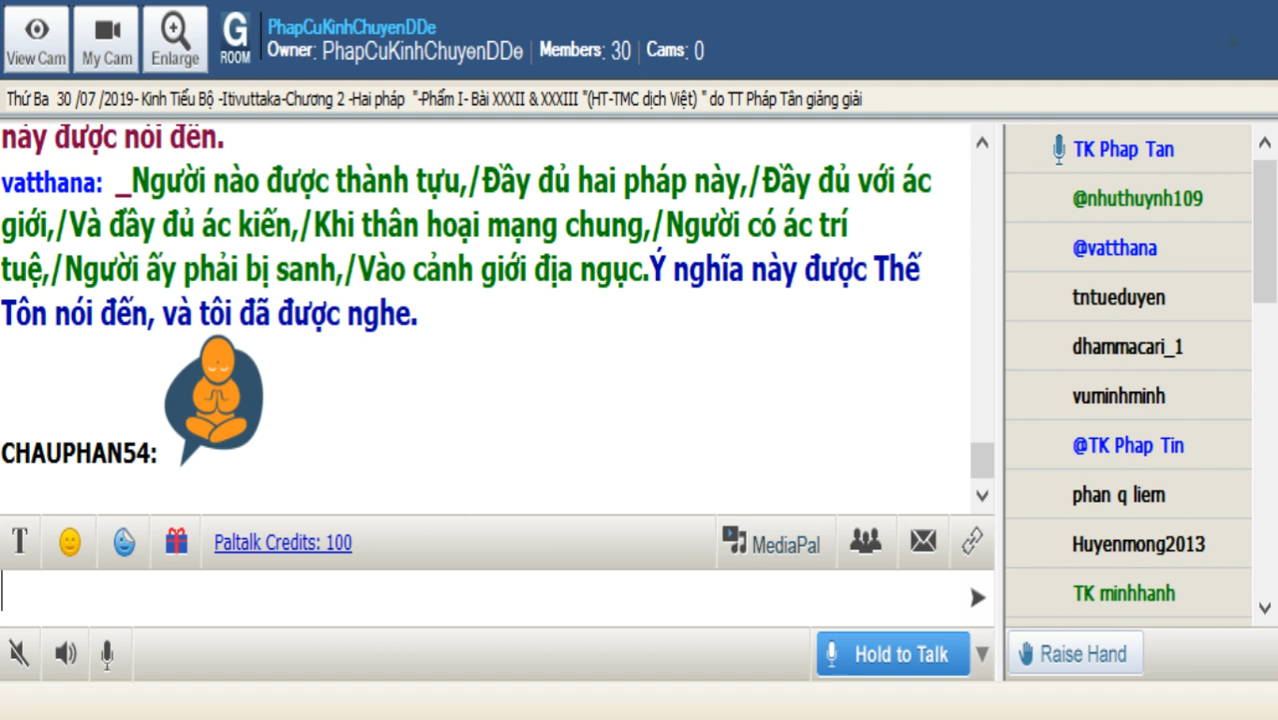 View Cam
My Cam
Enlarge
G
ROOM
PhapCuKinhChuyenDDe
Owner: PhapCuKinhChuyenDDe | Members: 30 | Cams: 0
Thứ Ba 30 /07 /2019- Kinh Tiểu Bộ -Itivuttaka-Chương 2 -Hai pháp "-Phẩm I- Bài XXXII & XXXIII "(HT-TMC dịch Việt) " do TT Pháp Tân giảng giải
này được nói đến.
vatthana: _Người nào được thành tựu,/Đầy đủ hai pháp này,/Đầy đủ với ác
giới,/Và đầy đủ ác kiến,/Khi thân hoại mạng chung,/Người có ác trí
tuệ,/Người ấy phải bị sanh,/Vào cảnh giới địa ngục.Ý nghĩa này được Thế
Tôn nói đến, và tôi đã được nghe.
CHAUPHAN54:
TK Phap Tan
@nhuthuynh109
@vatthana
tntueduyen
dhammacari_1
vuminhminh
@TK Phap Tin
phan q liem
Huyenmong2013
TK minhhanh
T
Paltalk Credits: 100
MediaPal
Hold to Talk
Raise Hand